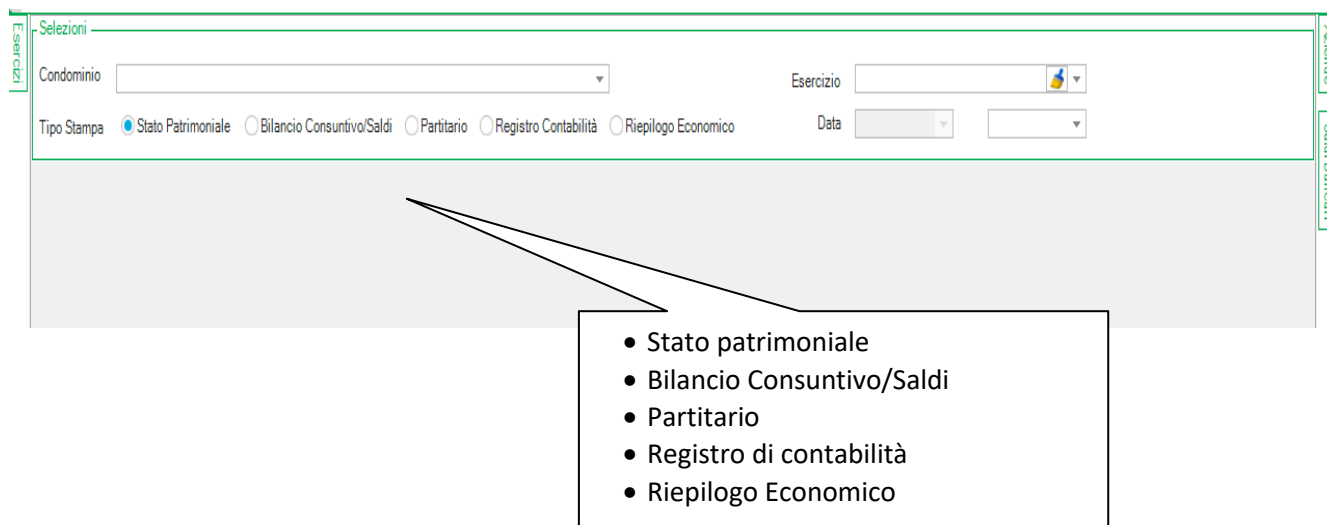 Esercizi
Selezioni
Condominio
Esercizio
Tipo Stampa Stato Patrimoniale Bilancio Consuntivo/Saldi Partitario Registro Contabilità Riepilogo Economico Data
• Stato patrimoniale
• Bilancio Consuntivo/Saldi
• Partitario
• Registro di contabilità
• Riepilogo Economico